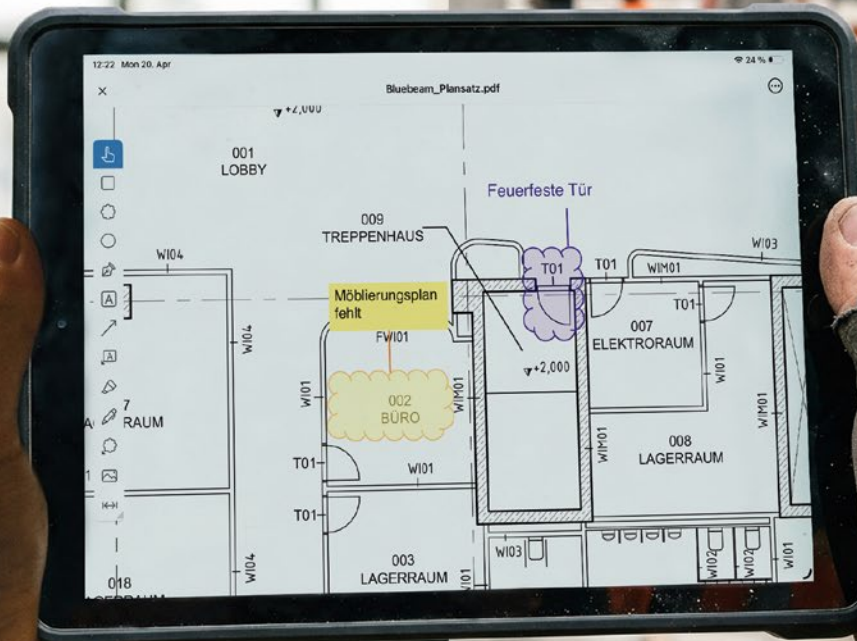 12:22 Mon 20. Apr
24 %
Bluebeam_Plansatz.pdf
+2,000
001
LOBBY
Feuerfeste Tür
009
TREPPENHAUS
WI04
T01
T01
WIM01
WI03
Möblierungsplan
fehlt
FWI01
T01
007
ELEKTRORAUM
WI04
+2,000
WI01
WI01
002
BÜRO
WIM01
WIM01
7
RAUM
WIM01
008
LAGERRAUM
T01
WI01
T01
WI03
WI02
WI02
WI01
003
LAGERRAUM
WI04
018